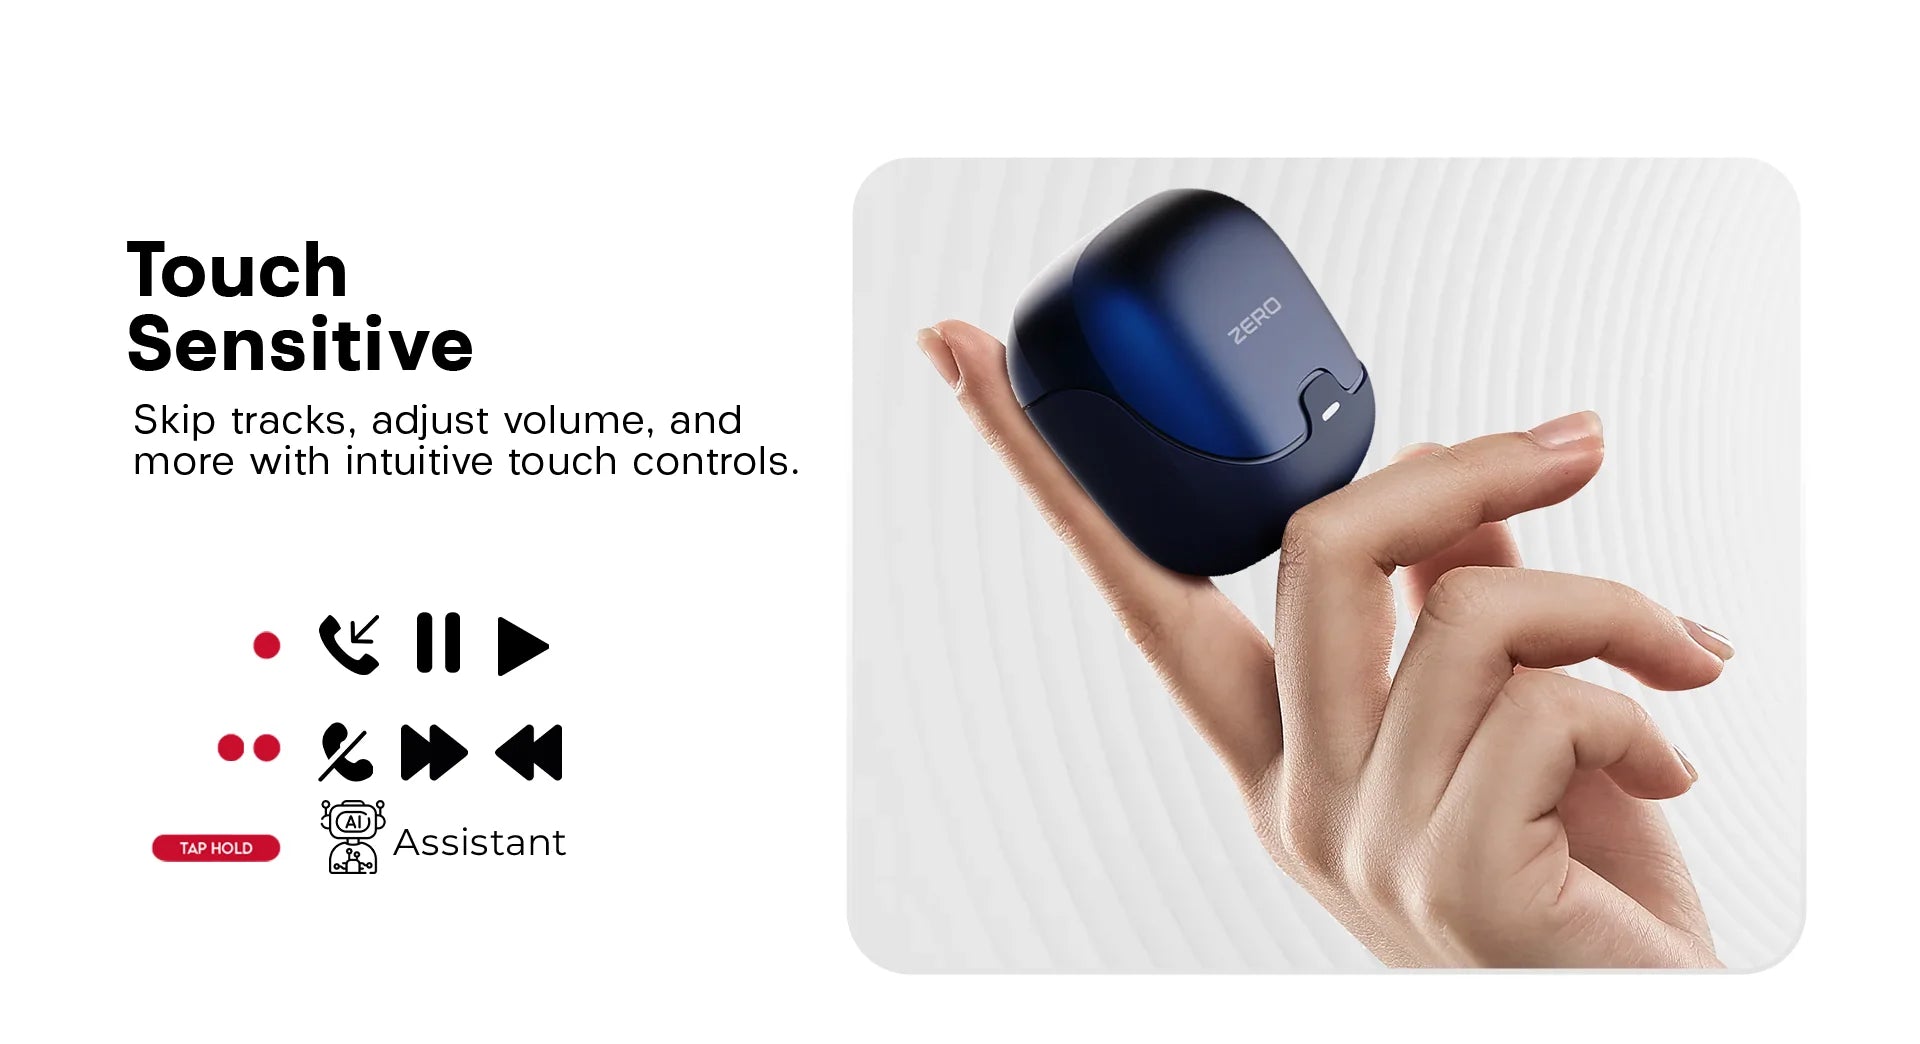 Touch
Sensitive
Skip tracks, adjust volume, and
more with intuitive touch controls.
ZERO
TAP HOLD
AI
Assistant